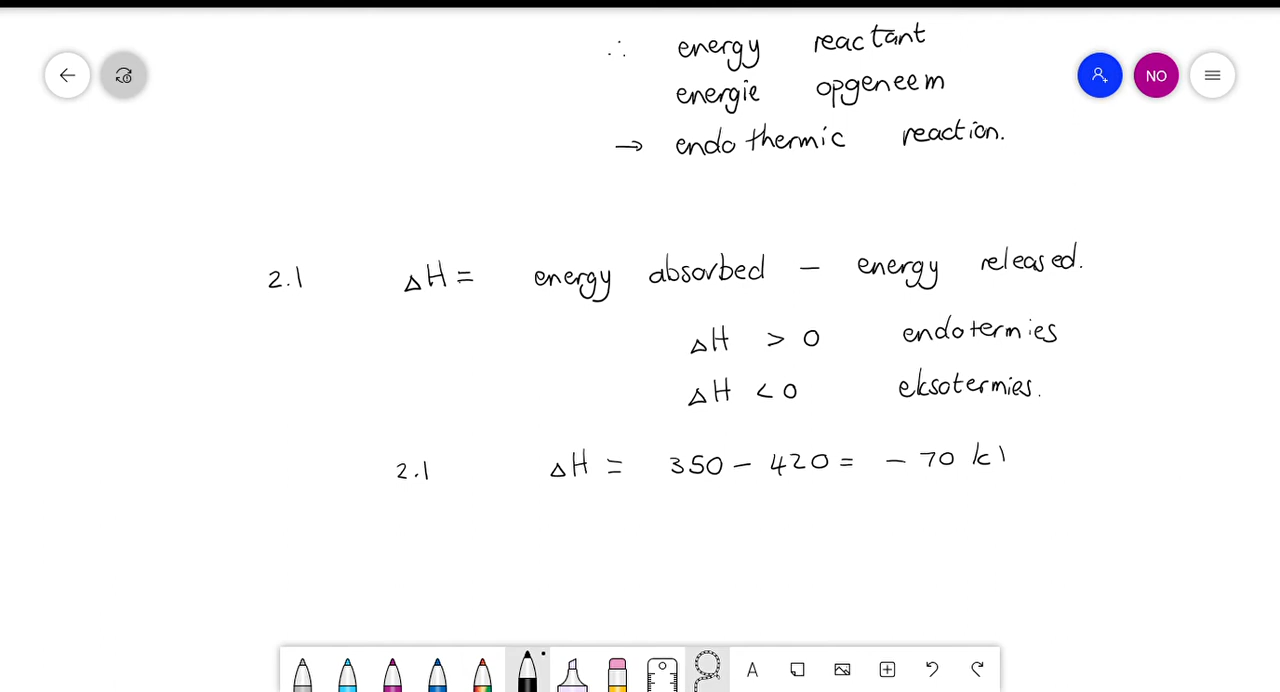 ∴ energy reactant
NO
energie opgeneem
→ endothermic reaction.
2.1 ΔH = energy absorbed – energy released.
ΔH > 0 endotermies
ΔH < 0 eksotermies.
2.1 ΔH = 350 – 420 = – 70 k
A